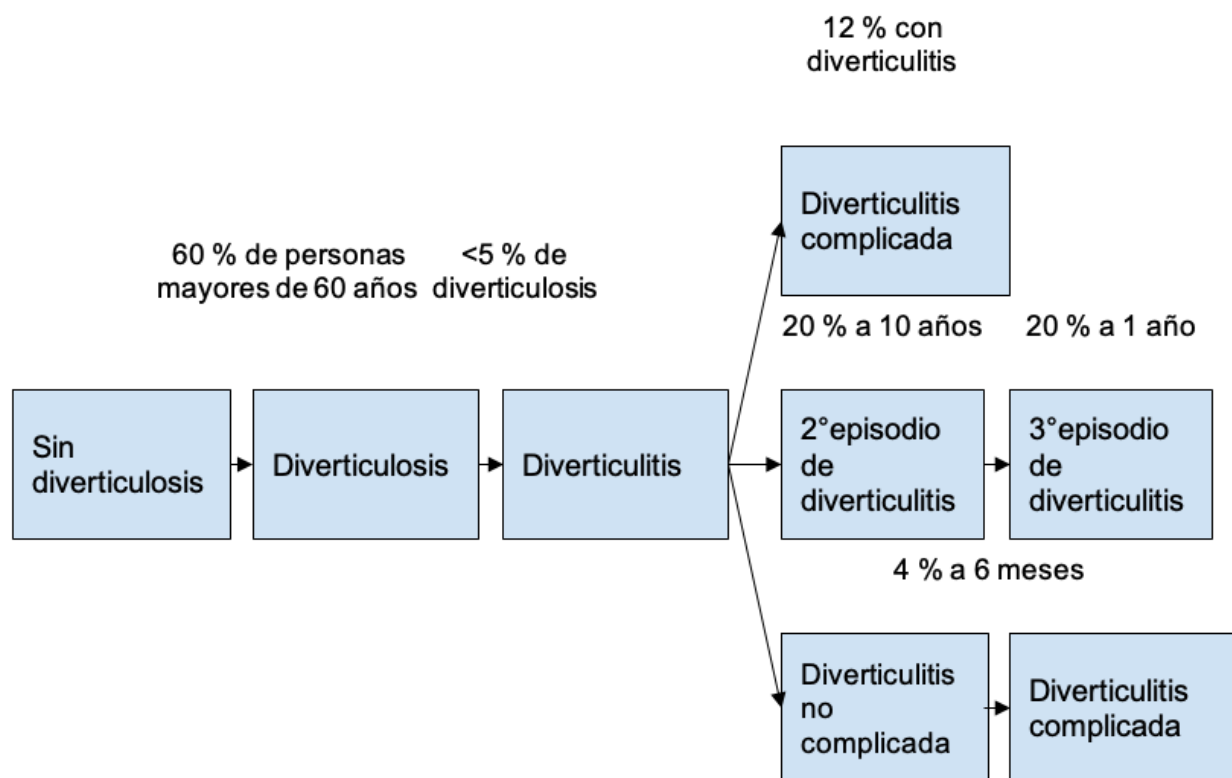 12 % con
diverticulitis
Diverticulitis
complicada
60 % de personas
mayores de 60 años
<5 % de
diverticulosis
20 % a 10 años
20 % a 1 año
Sin
diverticulosis
Diverticulosis
Diverticulitis
2°episodio
de
diverticulitis
3°episodio
de
diverticulitis
4 % a 6 meses
Diverticulitis
no
complicada
Diverticulitis
complicada